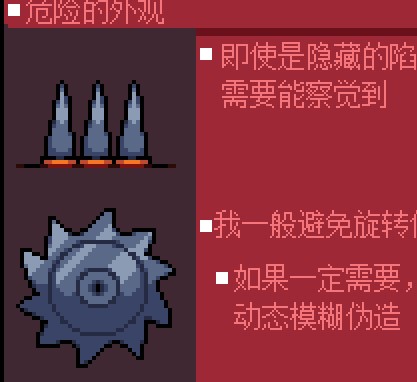 危险的外观
即使是隐藏的陷
需要能察觉到
我一般避免旋转
如果一定需要，
动态模糊伪造